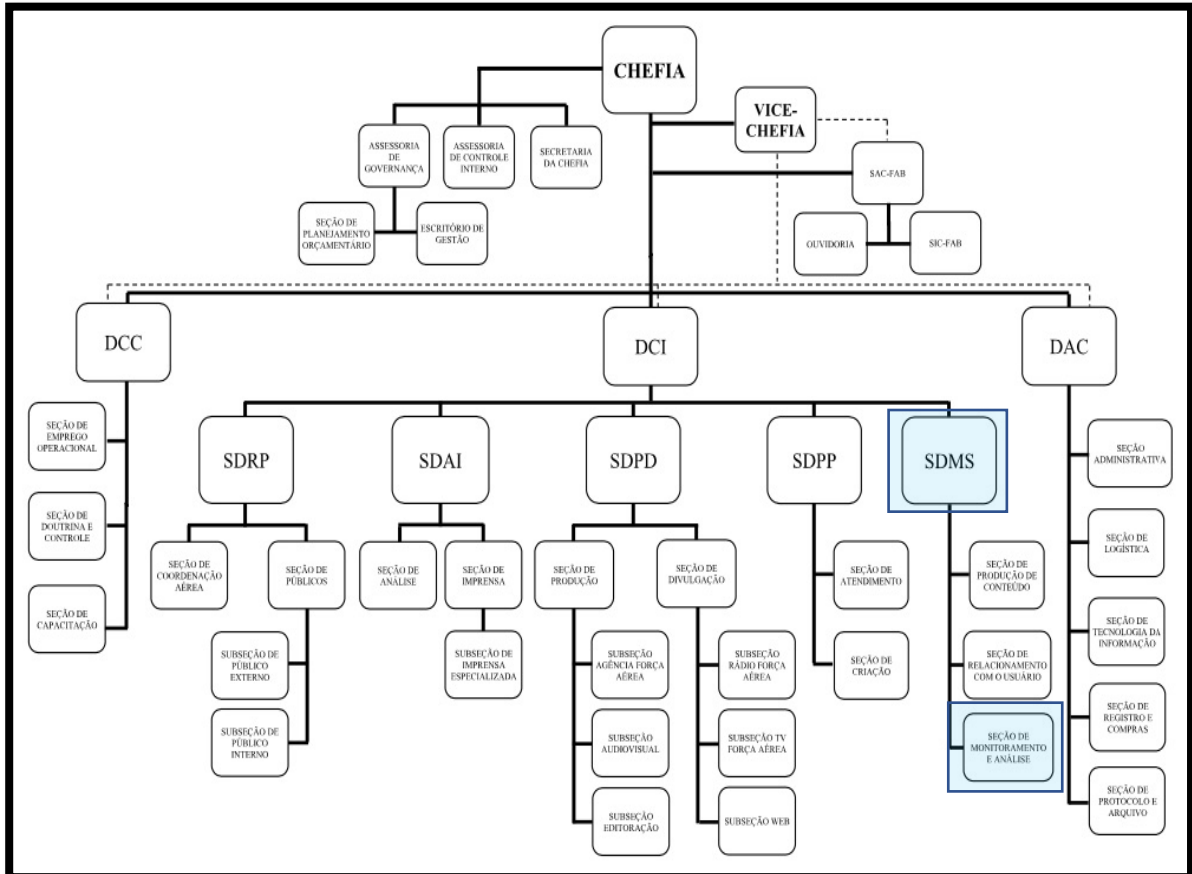 CHEFIA
VICE-
CHEFIA
ASSESSORIA
DE
GOVERNANÇA
ASSESSORIA
DE CONTROLE
INTERNO
SECRETARIA
DA CHEFIA
SAC-FAB
SEÇÃO DE
PLANEJAMENTO
ORÇAMENTÁRIO
ESCRITÓRIO DE
GESTÃO
OUVIDORIA
SIC-FAB
DCC
DCI
DAC
SEÇÃO DE
EMPREGO
OPERACIONAL
SEÇÃO DE
DOUTRINA E
CONTROLE
SEÇÃO DE
CAPACITAÇÃO
SDRP
SDAI
SDPD
SDPP
SDMS
SEÇÃO DE
COORDENAÇÃO
AÉREA
SEÇÃO DE
PÚBLICOS
SUBSEÇÃO DE
PÚBLICO
EXTERNO
SUBSEÇÃO DE
PÚBLICO
INTERNO
SEÇÃO DE
ANÁLISE
SEÇÃO DE
IMPRENSA
SUBSEÇÃO DE
IMPRENSA
ESPECIALIZADA
SEÇÃO DE
PRODUÇÃO
SEÇÃO DE
DIVULGAÇÃO
SUBSEÇÃO
AGÊNCIA FORÇA
AÉREA
SUBSEÇÃO
AUDIOVISUAL
SUBSEÇÃO
EDITORAÇÃO
SUBSEÇÃO
RÁDIO FORÇA
AÉREA
SUBSEÇÃO TV
FORÇA AÉREA
SUBSEÇÃO WEB
SEÇÃO DE
ATENDIMENTO
SEÇÃO DE
CRIAÇÃO
SEÇÃO DE
PRODUÇÃO DE
CONTEÚDO
SEÇÃO DE
RELACIONAMENTO
COM O USUÁRIO
SEÇÃO DE
MONITORAMENTO
E ANÁLISE
SEÇÃO
ADMINISTRATIVA
SEÇÃO DE
LOGÍSTICA
SEÇÃO DE
TECNOLOGIA DA
INFORMAÇÃO
SEÇÃO DE
REGISTRO E
COMPRAS
SEÇÃO DE
PROTOCOLO E
ARQUIVO